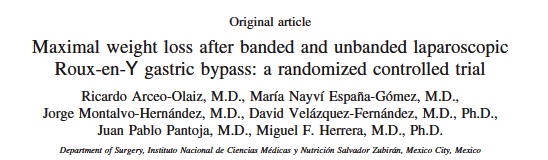 Original article
Maximal weight loss after banded and unbanded laparoscopic
Roux-en-Y gastric bypass: a randomized controlled trial
Ricardo Arceo-Olaiz, M.D., María Nayví España-Gómez, M.D.,
Jorge Montalvo-Hernández, M.D., David Velázquez-Fernández, M.D., Ph.D.,
Juan Pablo Pantoja, M.D., Miguel F. Herrera, M.D., Ph.D.
Department of Surgery, Instituto Nacional de Ciencias Médicas y Nutrición Salvador Zubirán, Mexico City, Mexico